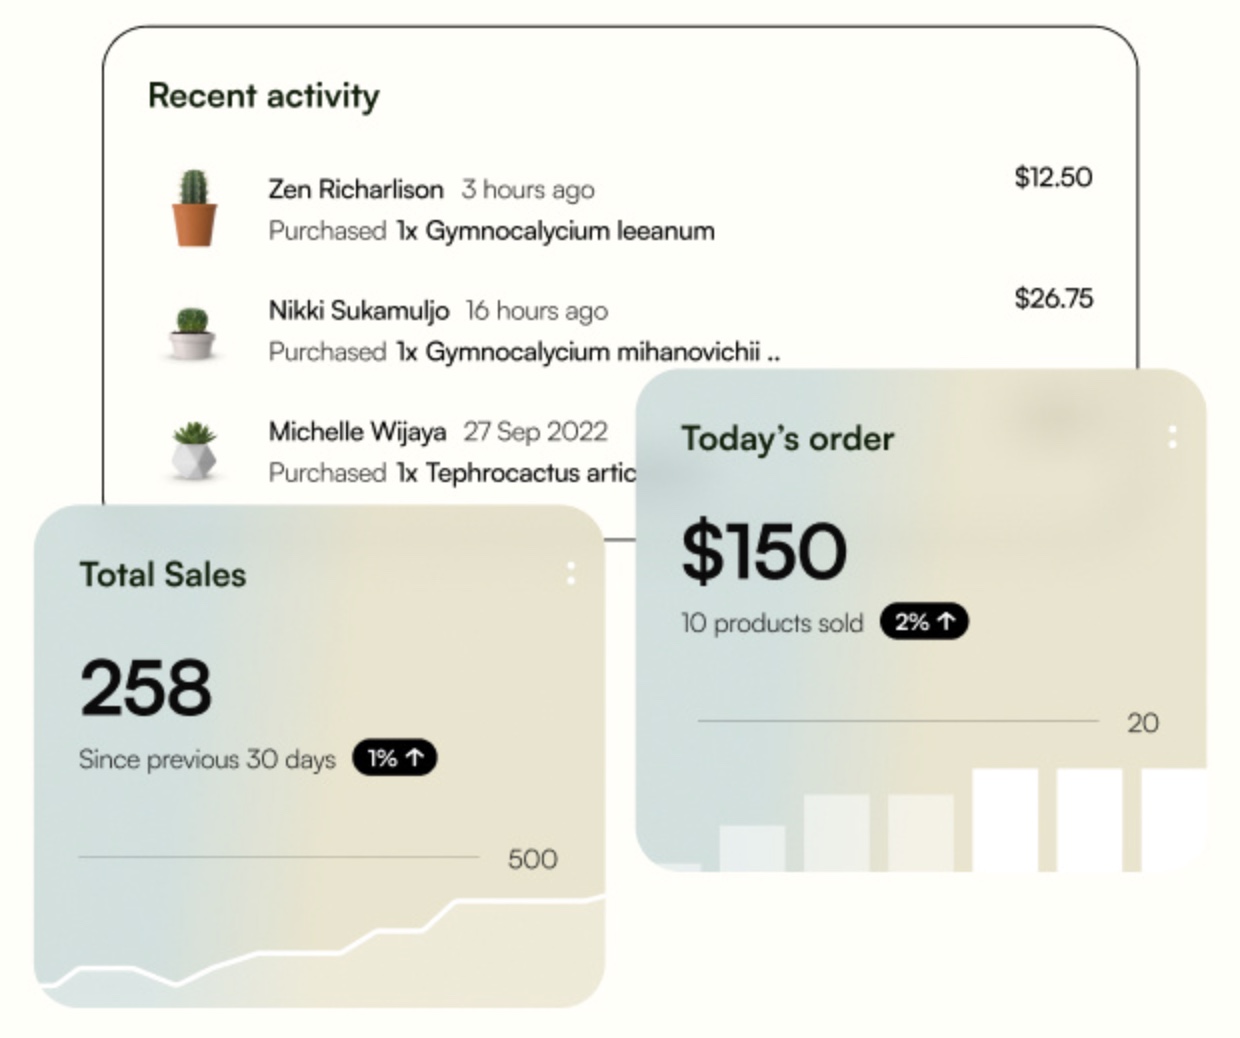 Recent activity
Zen Richarlison 3 hours ago $12.50
Purchased 1x Gymnocalycium leeanum
Nikki Sukamuljo 16 hours ago $26.75
Purchased 1x Gymnocalycium mihanovichii ..
Michelle Wijaya 27 Sep 2022
Purchased 1x Tephrocactus artic
Today’s order
$150
10 products sold 2% ↑
20
Total Sales
258
Since previous 30 days 1% ↑
500